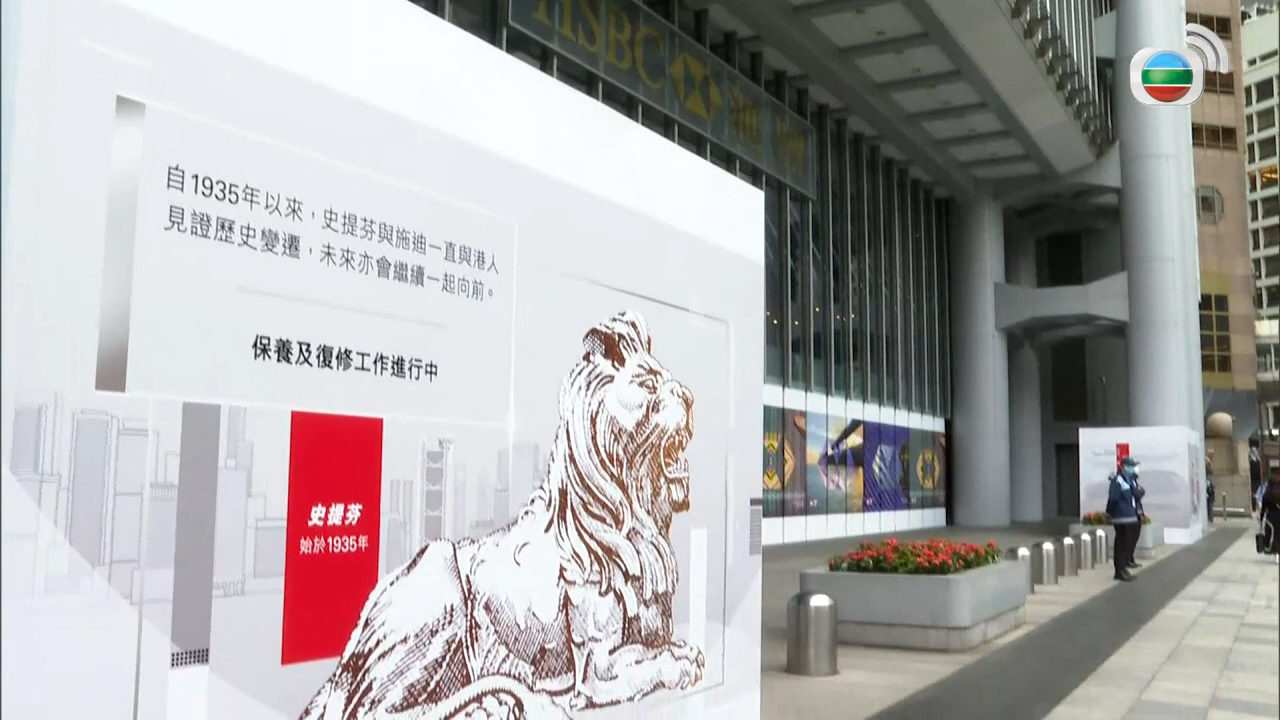 HSBC 滙豐
自1935年以來，史提芬與施迪一直與港人
見證歷史變遷，未來亦會繼續一起向前。
保養及復修工作進行中
史提芬
始於1935年